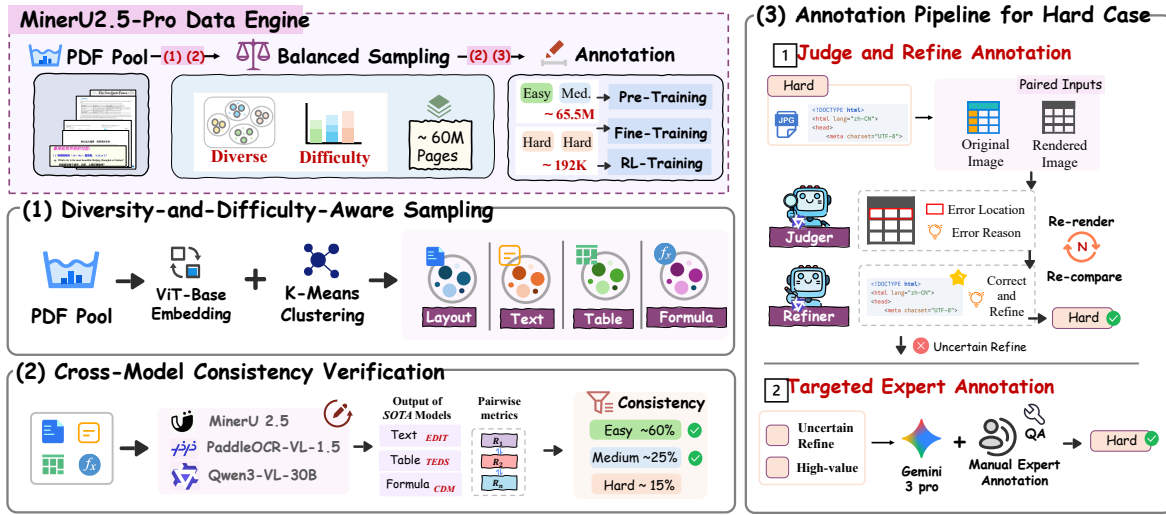 MinerU2.5-Pro Data Engine
PDF Pool
(1) (2)
Balanced Sampling
(2) (3)
Annotation
Diverse
Difficulty
~ 60M
Pages
Easy
Med.
~ 65.5M
Hard
Hard
~ 192K
Pre-Training
Fine-Training
RL-Training
(1) Diversity-and-Difficulty-Aware Sampling
PDF Pool
ViT-Base
Embedding
K-Means
Clustering
Layout
Text
Table
fx
Formula
(2) Cross-Model Consistency Verification
fx
MinerU 2.5
PaddleOCR-VL-1.5
Qwen3-VL-30B
Output of
SOTA Models
Text EDIT
Table TEDS
Formula CDM
Pairwise
metrics
R1
R2
Rn
Consistency
Easy ~60%
Medium ~25%
Hard ~ 15%
(3) Annotation Pipeline for Hard Case
1 Judge and Refine Annotation
Hard
JPG
<!DOCTYPE html>
<html lang="zh-CN">
<head>
<meta charset="UTF-8">
Paired Inputs
Original
Image
Rendered
Image
Judger
Error Location
Error Reason
Re-render
N
Re-compare
Refiner
<!DOCTYPE html>
<html lang="zh-CN">
<head>
<meta charset="UTF-8">
Correct
and
Refine
Hard
Uncertain Refine
2 Targeted Expert Annotation
Uncertain
Refine
High-value
Gemini
3 pro
QA
Manual Expert
Annotation
Hard